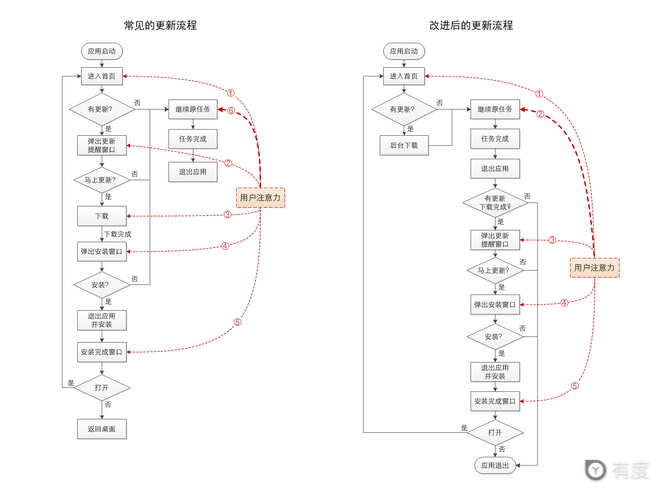 常见的更新流程
应用启动
进入首页
有更新?
否
是
弹出更新
提醒窗口
马上更新?
否
是
下载
下载完成
弹出安装窗口
安装?
否
是
退出应用
并安装
安装完成窗口
是
打开
否
返回桌面
继续原任务
任务完成
退出应用
①
⑥
②
③
④
⑤
用户注意力
改进后的更新流程
应用启动
进入首页
有更新?
否
是
后台下载
继续原任务
任务完成
退出应用
有更新
下载完成?
否
是
弹出更新
提醒窗口
马上更新?
否
是
弹出安装窗口
安装?
否
是
退出应用
并安装
安装完成窗口
是
打开
否
应用退出
①
②
③
④
⑤
用户注意力
有度